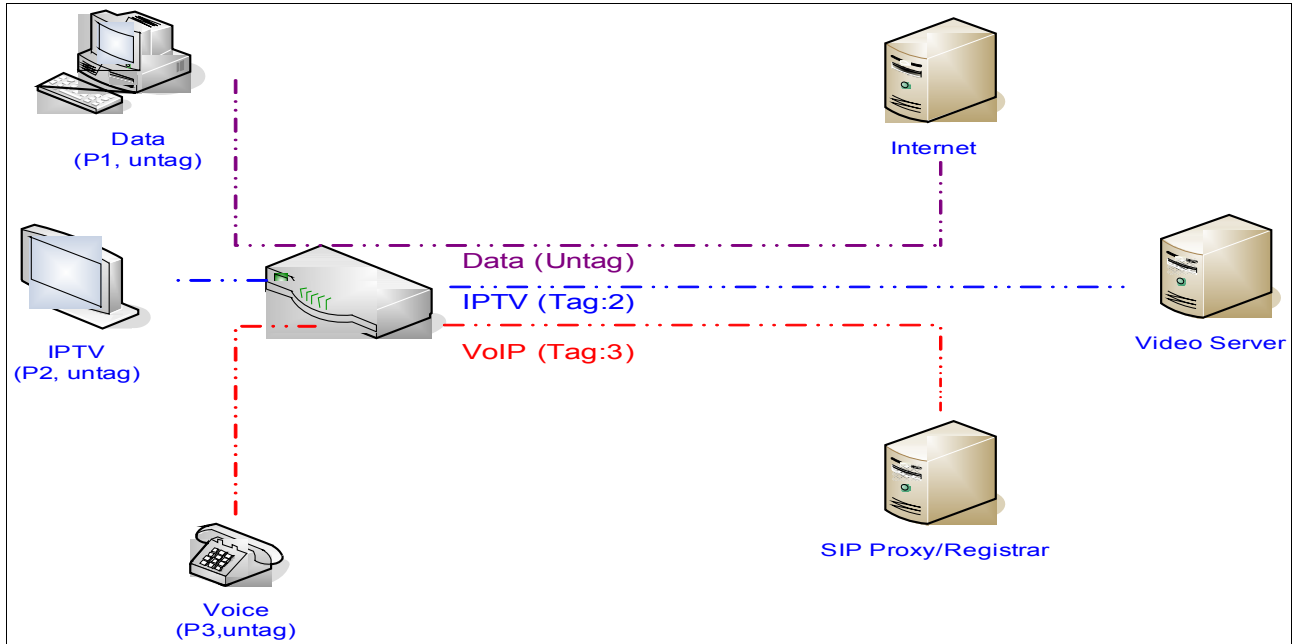 Data
(P1, untag)
Internet
Data (Untag)
IPTV (Tag:2)
VoIP (Tag:3)
IPTV
(P2, untag)
Video Server
SIP Proxy/Registrar
Voice
(P3,untag)